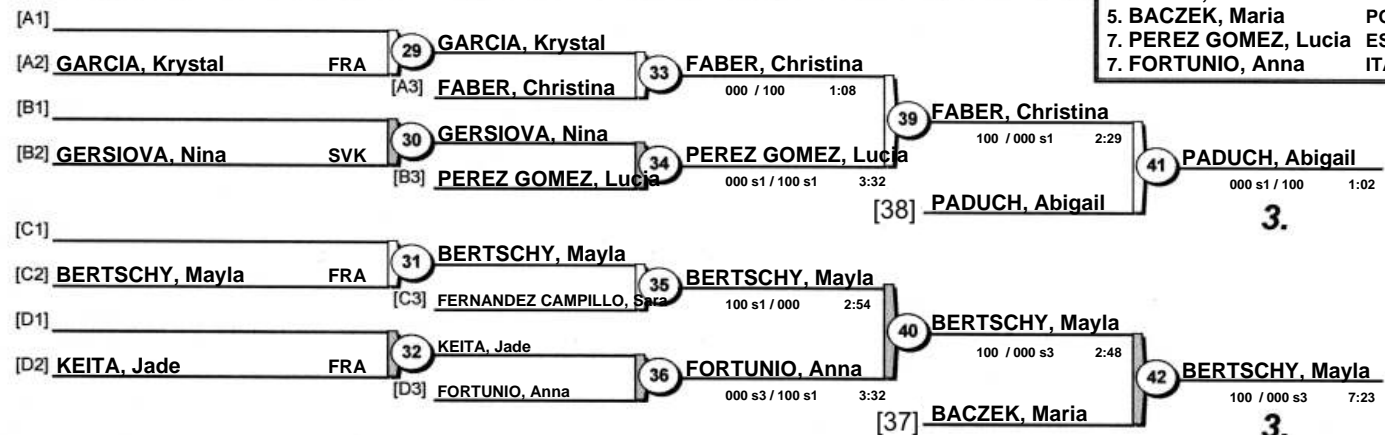 5. BACZEK, Maria
7. PEREZ GOMEZ, Lucia
7. FORTUNIO, Anna
[A1]
[A2] GARCIA, Krystal FRA
29
GARCIA, Krystal
[A3] FABER, Christina
33
FABER, Christina
000 / 100 1:08
[B1]
[B2] GERSIOVA, Nina SVK
30
GERSIOVA, Nina
[B3] PEREZ GOMEZ, Lucia
34
PEREZ GOMEZ, Lucia
000 s1 / 100 s1 3:32
39
FABER, Christina
100 / 000 s1 2:29
[38] PADUCH, Abigail
41
PADUCH, Abigail
000 s1 / 100 1:02
3.
[C1]
[C2] BERTSCHY, Mayla FRA
31
BERTSCHY, Mayla
[C3] FERNANDEZ CAMPILLO, Sara
35
BERTSCHY, Mayla
100 s1 / 000 2:54
[D1]
[D2] KEITA, Jade FRA
32
KEITA, Jade
[D3] FORTUNIO, Anna
36
FORTUNIO, Anna
000 s3 / 100 s1 3:32
40
BERTSCHY, Mayla
100 / 000 s3 2:48
[37] BACZEK, Maria
42
BERTSCHY, Mayla
100 / 000 s3 7:23
3.